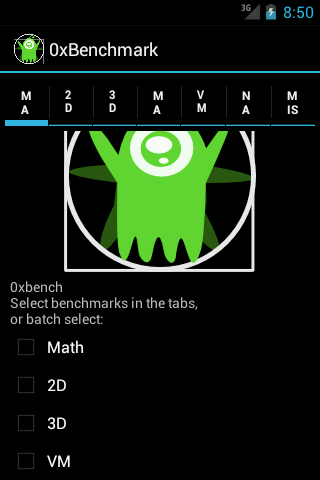 3G 8:50
0xBenchmark
M 2 3 M V N M
A D D A M A IS
0xbench
Select benchmarks in the tabs,
or batch select:
Math
2D
3D
VM